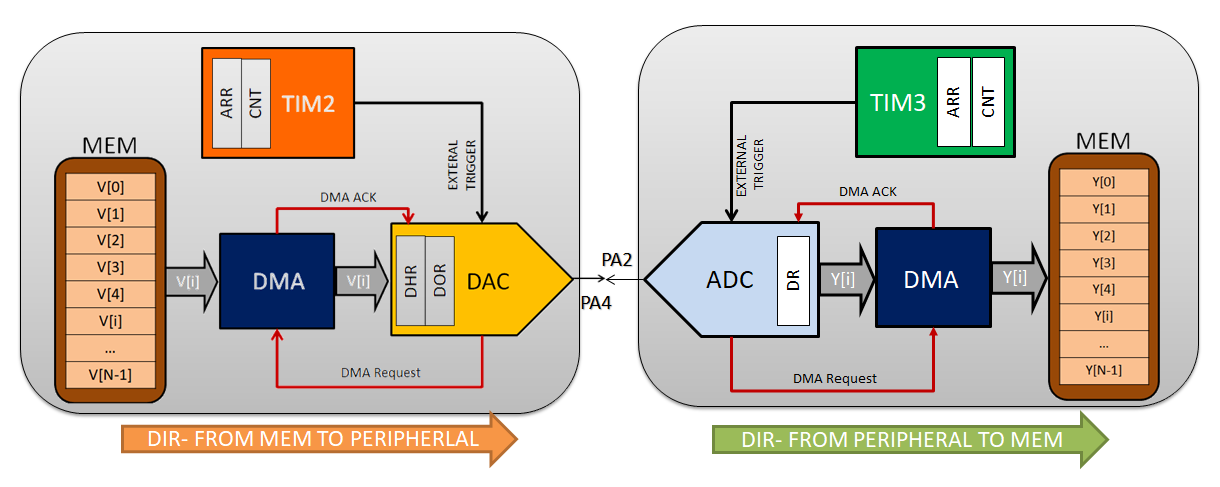 TIM2
ARR
CNT
MEM
V[0]
V[1]
V[2]
V[3]
V[4]
V[i]
...
V[N-1]
V[i]
DMA
V[i]
DMA ACK
DMA Request
EXTERAL
TRIGGER
DHR
DOR
DAC
PA2
PA4
DIR- FROM MEM TO PERIPHERLAL
TIM3
ARR
CNT
EXTERNAL
TRIGGER
ADC
DR
Y[i]
DMA
Y[i]
DMA ACK
DMA Request
MEM
Y[0]
Y[1]
Y[2]
Y[3]
Y[4]
Y[i]
...
Y[N-1]
DIR- FROM PERIPHERAL TO MEM